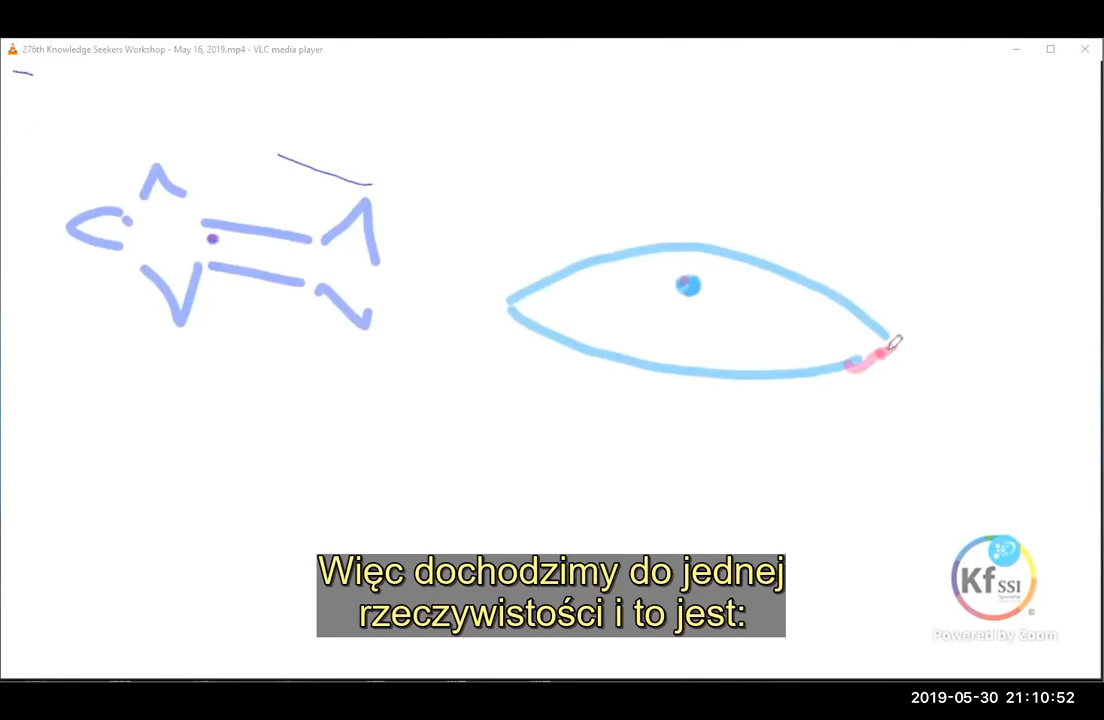 276th Knowledge Seekers Workshop - May 16, 2019.mp4 - VLC media player
Więc dochodzimy do jednej
rzeczywistości i to jest:
Kf SSI
©
Powered by Zoom
2019-05-30 21:10:52